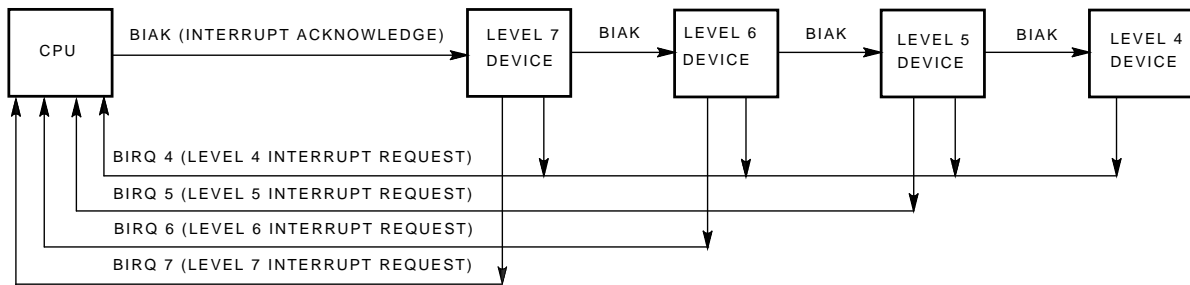 CPU
BIAK (INTERRUPT ACKNOWLEDGE)
LEVEL 7
DEVICE
BIAK
LEVEL 6
DEVICE
BIAK
LEVEL 5
DEVICE
BIAK
LEVEL 4
DEVICE
BIRQ 4 (LEVEL 4 INTERRUPT REQUEST)
BIRQ 5 (LEVEL 5 INTERRUPT REQUEST)
BIRQ 6 (LEVEL 6 INTERRUPT REQUEST)
BIRQ 7 (LEVEL 7 INTERRUPT REQUEST)